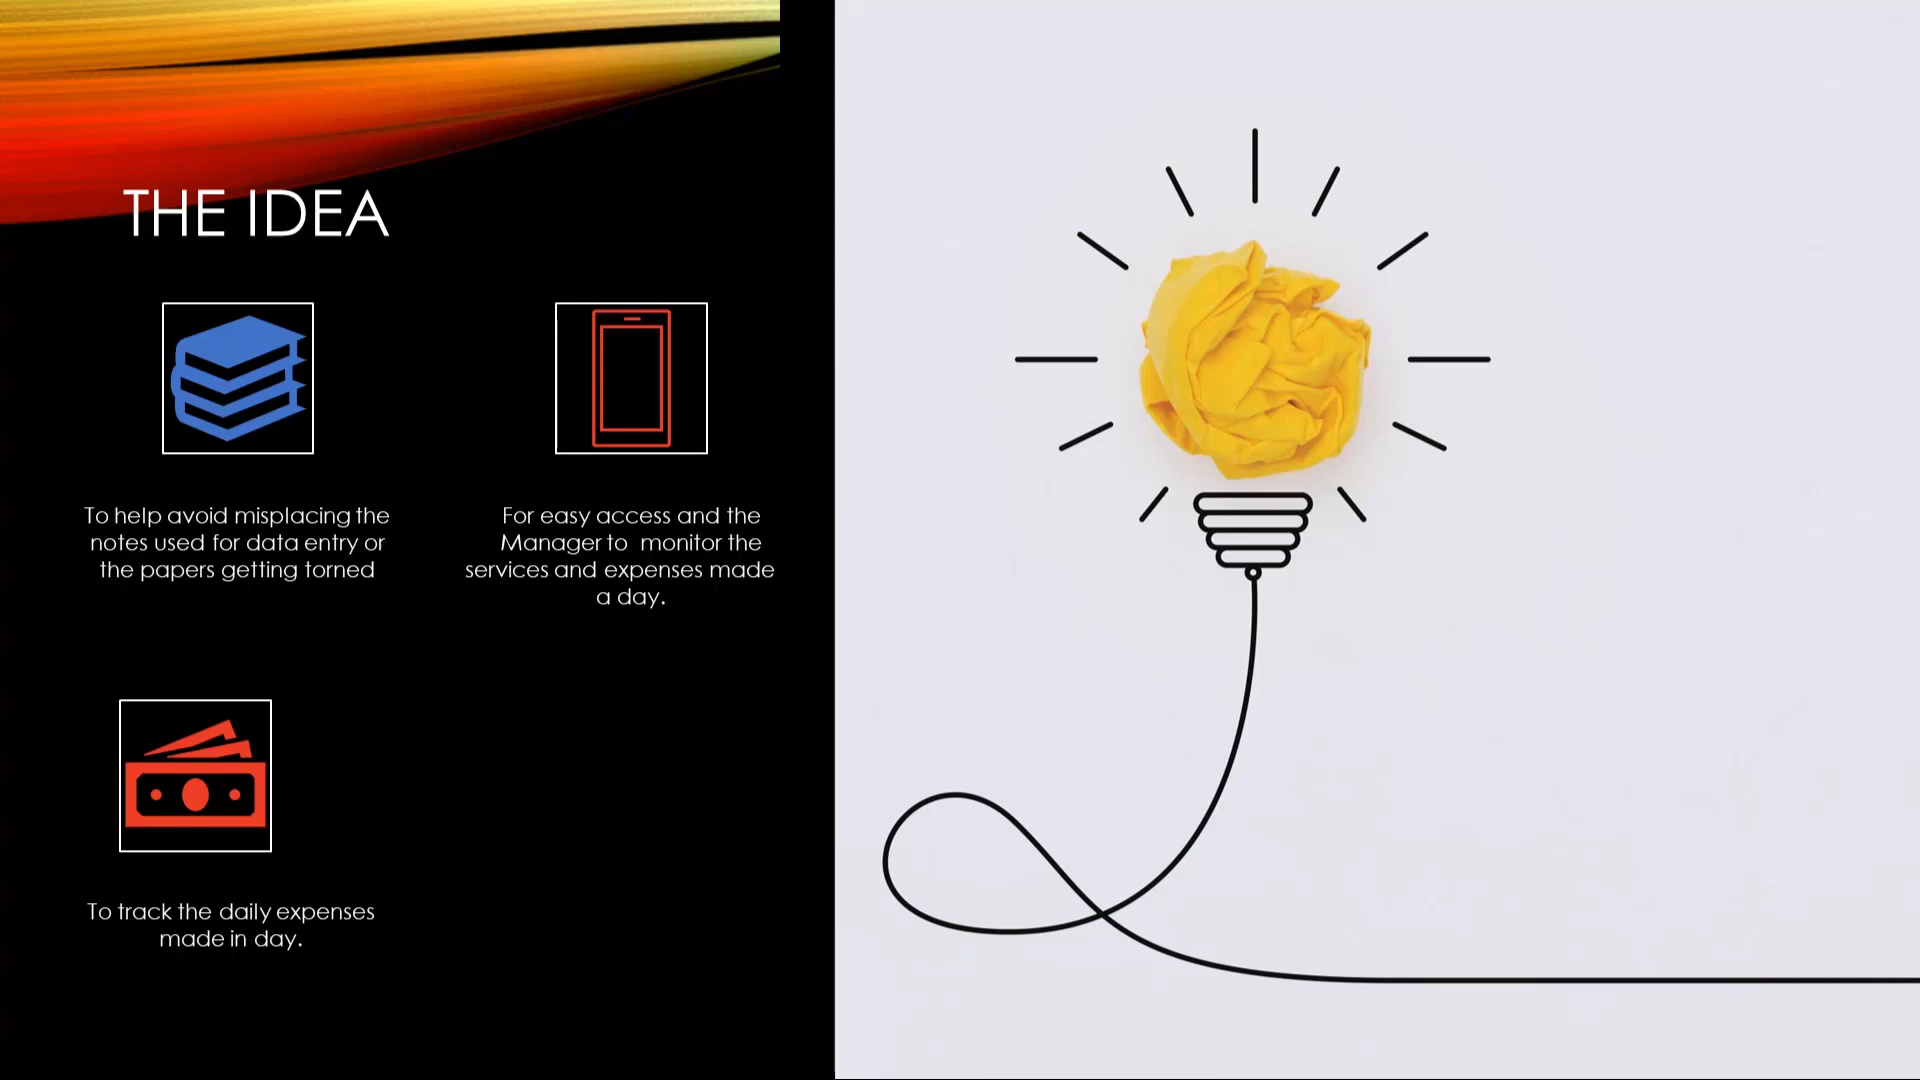 THE IDEA
To help avoid misplacing the
notes used for data entry or
the papers getting torned
For easy access and the
Manager to  monitor the
services and expenses made
a day.
To track the daily expenses
made in day.